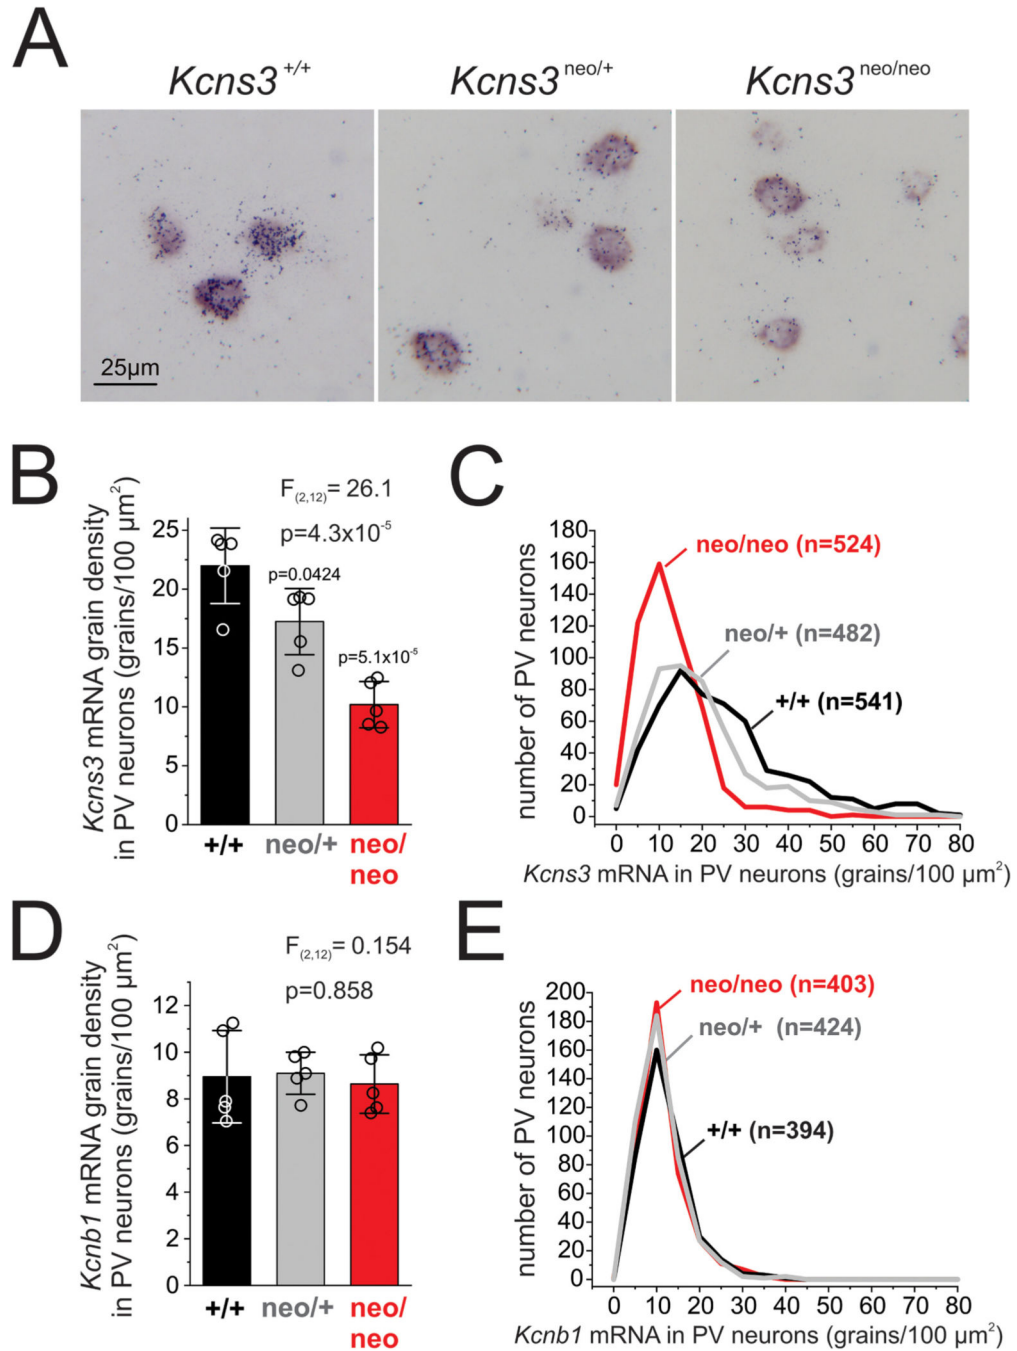 A
Kcns3 +/+
Kcns3 neo/+
Kcns3 neo/neo
25µm
B
Kcns3 mRNA grain density
in PV neurons (grains/100 µm²)
F(2,12)= 26.1
p=4.3x10-5
p=0.0424
p=5.1x10-5
25
20
15
10
5
0
+/+
neo/+
neo/
neo
C
number of PV neurons
180
160
140
120
100
80
60
40
20
0
neo/neo (n=524)
neo/+ (n=482)
+/+ (n=541)
0 10 20 30 40 50 60 70 80
Kcns3 mRNA in PV neurons (grains/100 µm²)
D
Kcnb1 mRNA grain density
in PV neurons (grains/100 µm²)
F(2,12)= 0.154
p=0.858
12
10
8
6
4
2
0
+/+
neo/+
neo/
neo
E
number of PV neurons
200
180
160
140
120
100
80
60
40
20
0
neo/neo (n=403)
neo/+ (n=424)
+/+ (n=394)
0 10 20 30 40 50 60 70 80
Kcnb1 mRNA in PV neurons (grains/100 µm²)